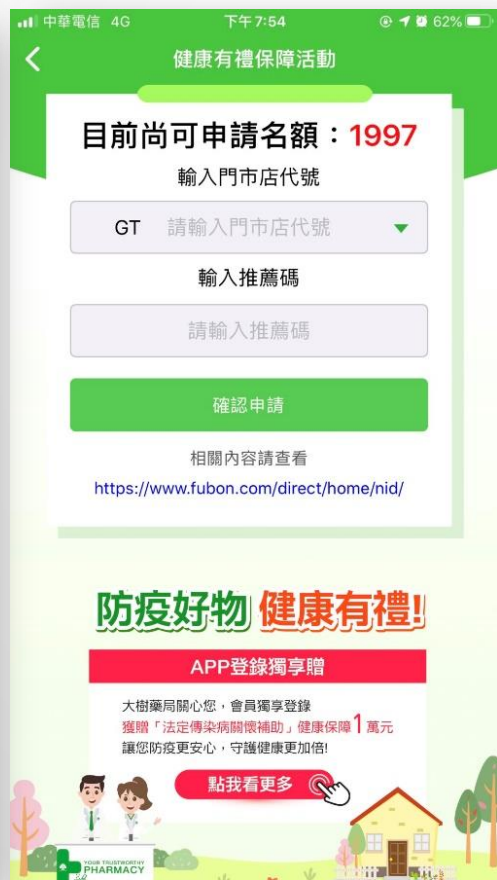 中華電信 4G 下午7:54 62%
健康有禮保障活動
目前尚可申請名額：1997
輸入門市店代號
GT 請輸入門市店代號
輸入推薦碼
請輸入推薦碼
確認申請
相關內容請查看
https://www.fubon.com/direct/home/nid/
防疫好物 健康有禮!
APP登錄獨享贈
大樹藥局關心您，會員獨享登錄
獲贈「法定傳染病關懷補助」健康保障1萬元
讓您防疫更安心，守護健康更加倍!
點我看更多
YOUR TRUSTWORTHY
PHARMACY